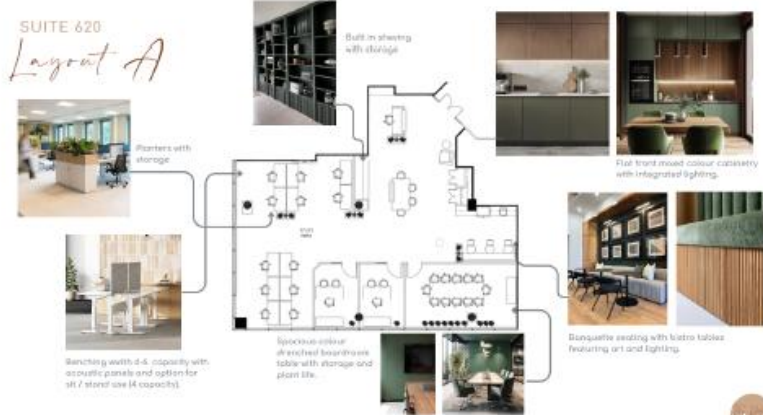 SUITE 620
Layout A
Built in shelving
with storage
Planters with
storage
Flat front mixed colour cabinetry
with integrated lighting.
Benching width d-6. capacity with
acoustic panels and option for
sit / stand use (4 capacity).
Spacious colour
drenched boardroom
table with storage and
plant life.
Banquette seating with bistro tables
featuring art and lighting.